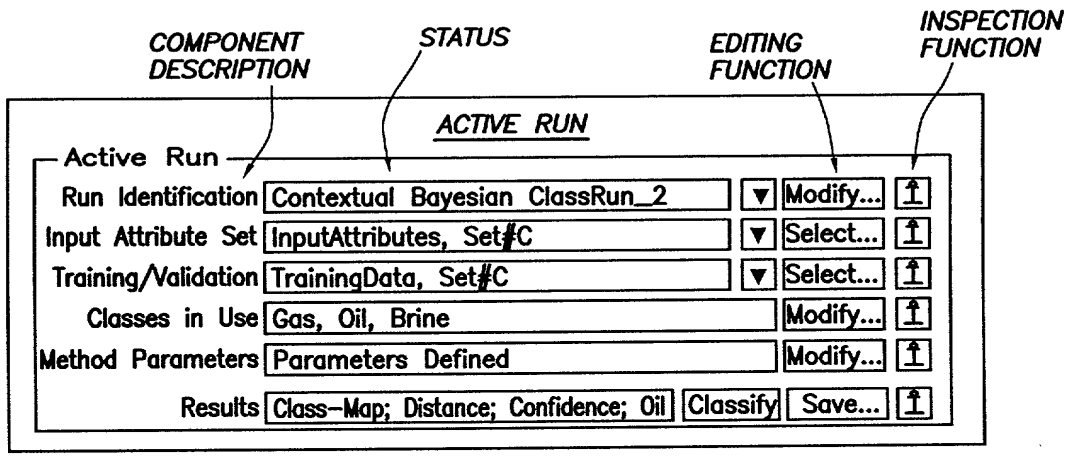 COMPONENT DESCRIPTION
STATUS
EDITING FUNCTION
INSPECTION FUNCTION
ACTIVE RUN
Active Run
Run Identification Contextual Bayesian ClassRun_2 ▼ Modify...
Input Attribute Set InputAttributes, Set#C ▼ Select...
Training/Validation TrainingData, Set#C ▼ Select...
Classes in Use Gas, Oil, Brine Modify...
Method Parameters Parameters Defined Modify...
Results Class-Map; Distance; Confidence; Oil Classify Save...